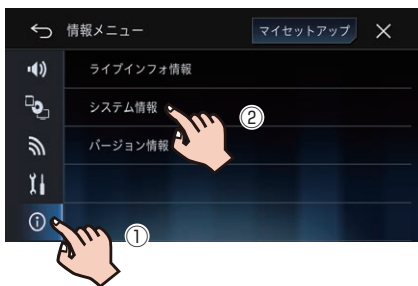 情報メニュー
マイセットアップ
ライブインフォ情報
システム情報
②
バージョン情報
①